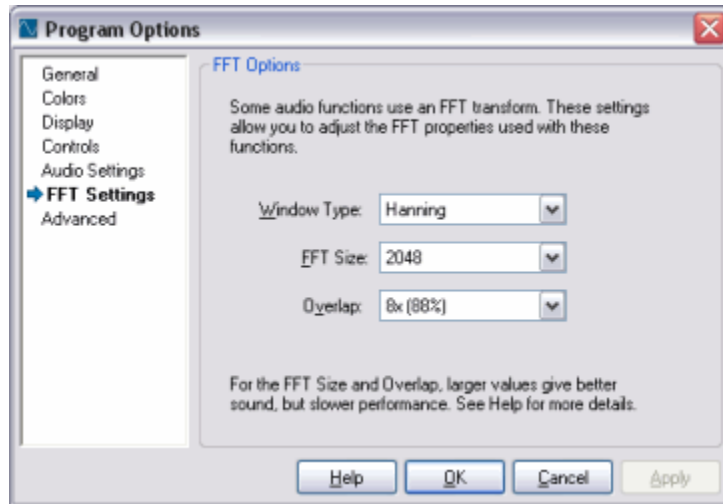 Program Options
General
Colors
Display
Controls
Audio Settings
FFT Settings
Advanced
FFT Options
Some audio functions use an FFT transform. These settings
allow you to adjust the FFT properties used with these
functions.
Window Type: Hanning
FFT Size: 2048
Overlap: 8x (88%)
For the FFT Size and Overlap, larger values give better
sound, but slower performance. See Help for more details.
Help OK Cancel Apply